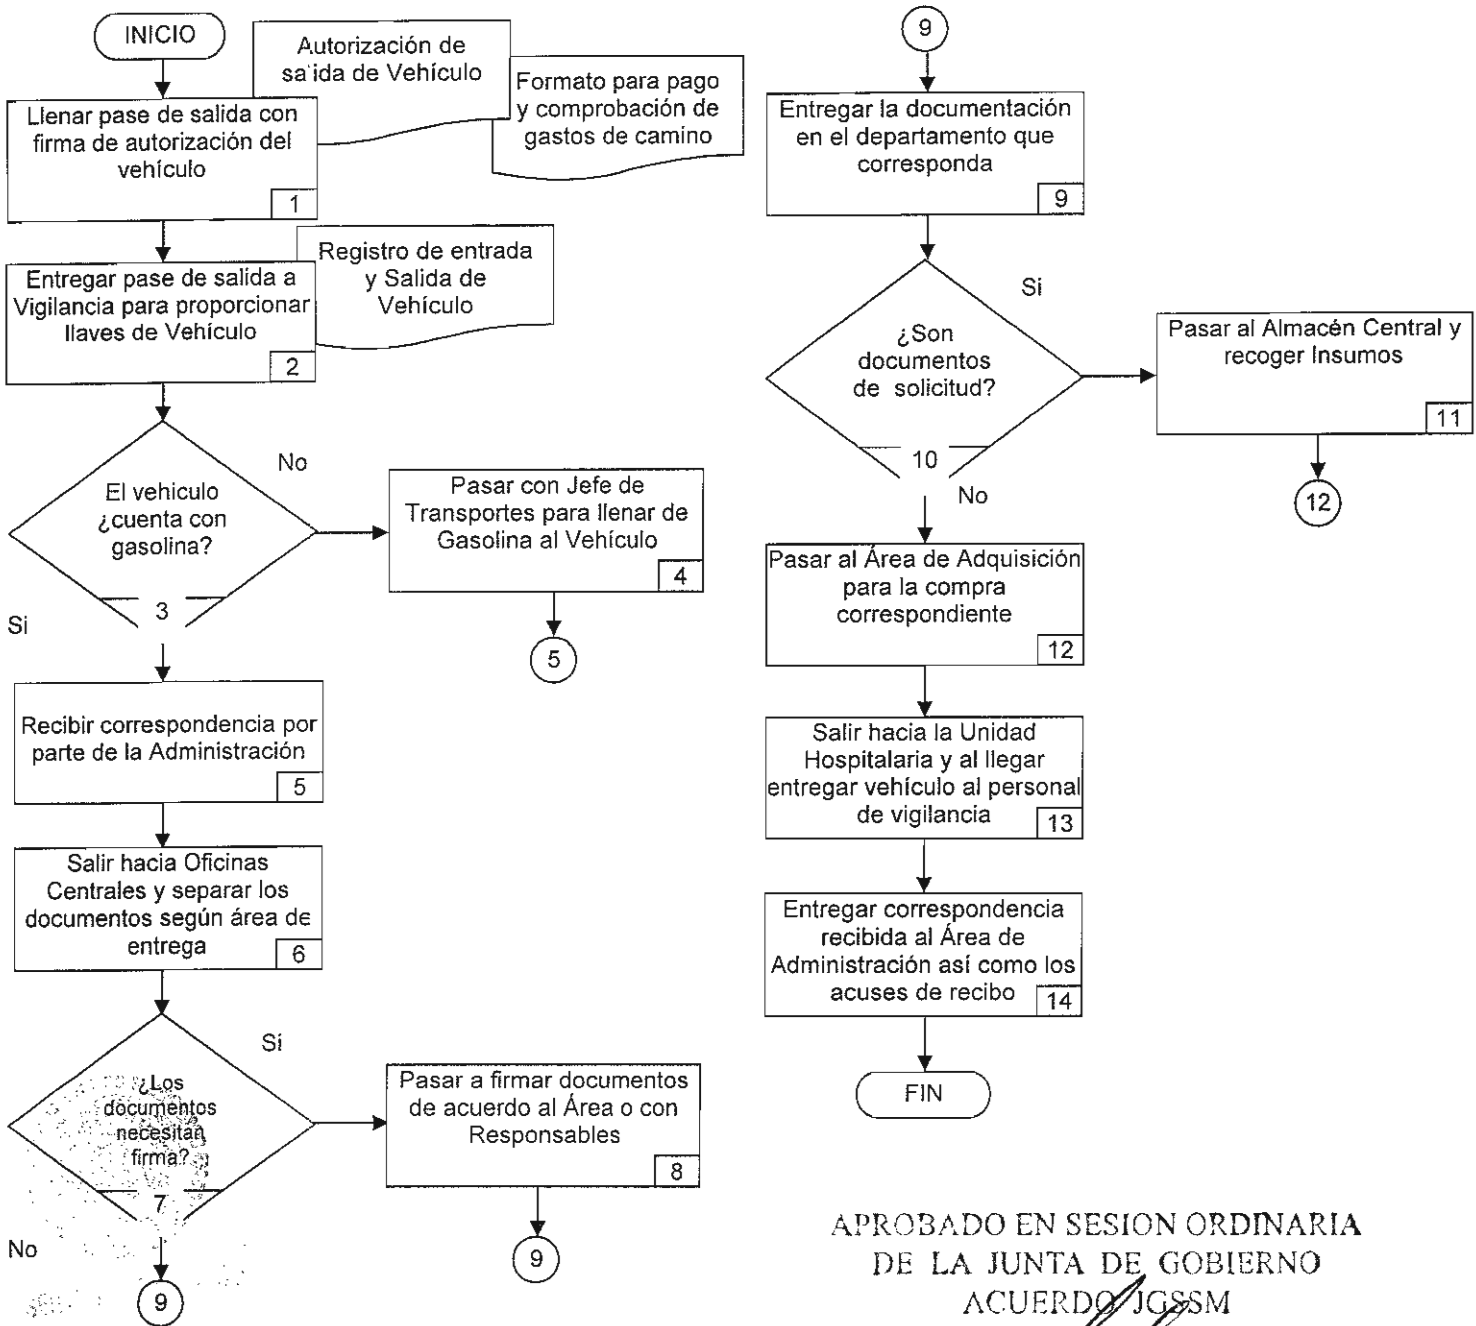 INICIO
Autorización de
salida de Vehículo
Formato para pago
y comprobación de
gastos de camino
Llenar pase de salida con
firma de autorización del
vehículo
1
Registro de entrada
y Salida de
Vehículo
Entregar pase de salida a
Vigilancia para proporcionar
llaves de Vehículo
2
El vehiculo
¿cuenta con
gasolina?
3
No
Si
Pasar con Jefe de
Transportes para llenar de
Gasolina al Vehículo
4
5
Recibir correspondencia por
parte de la Administración
5
Salir hacia Oficinas
Centrales y separar los
documentos según área de
entrega
6
¿Los
documentos
necesitan
firma?
7
Sí
No
Pasar a firmar documentos
de acuerdo al Área o con
Responsables
8
9
9
9
Entregar la documentación
en el departamento que
corresponda
9
¿Son
documentos
de solicitud?
10
Si
No
Pasar al Almacén Central y
recoger Insumos
11
12
Pasar al Área de Adquisición
para la compra
correspondiente
12
Salir hacia la Unidad
Hospitalaria y al llegar
entregar vehículo al personal
de vigilancia
13
Entregar correspondencia
recibida al Área de
Administración así como los
acuses de recibo
14
FIN
APROBADO EN SESION ORDINARIA
DE LA JUNTA DE GOBIERNO
ACUERDO JGSSM